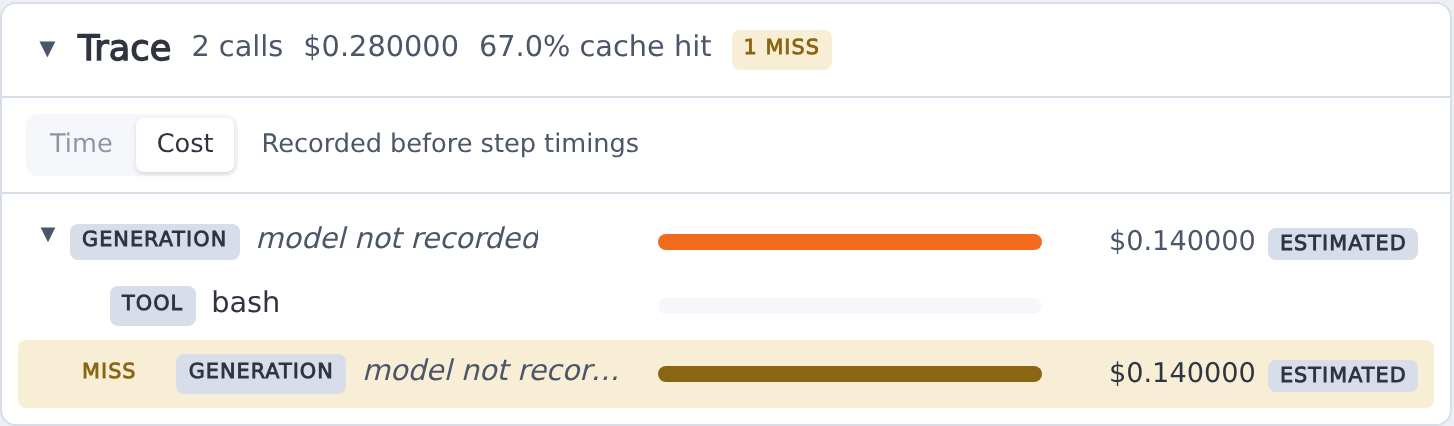 ▼ Trace 2 calls $0.280000 67.0% cache hit 1 MISS
Time Cost Recorded before step timings
▼ GENERATION model not recorded $0.140000 ESTIMATED
TOOL bash
MISS GENERATION model not recor... $0.140000 ESTIMATED